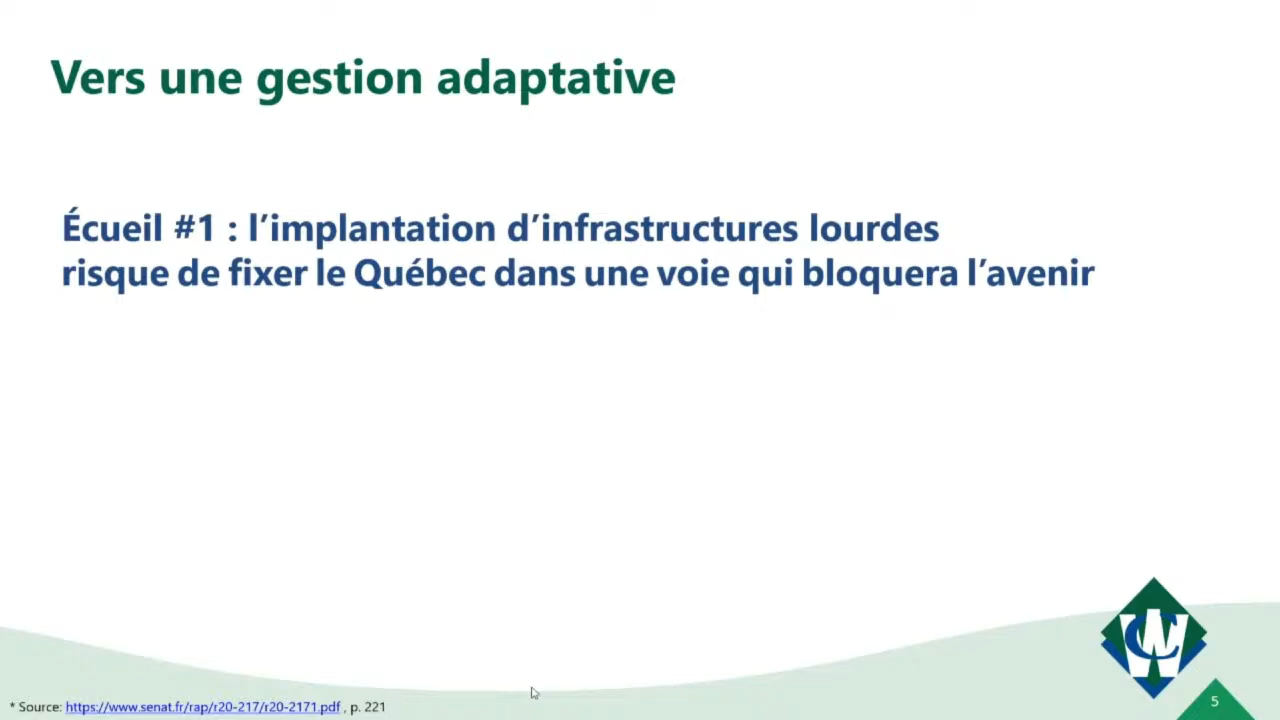 Vers une gestion adaptative
Écueil #1 : l’implantation d’infrastructures lourdes
risque de fixer le Québec dans une voie qui bloquera l’avenir
* Source: https://www.senat.fr/rap/r20-217/r20-2171.pdf , p. 221
5